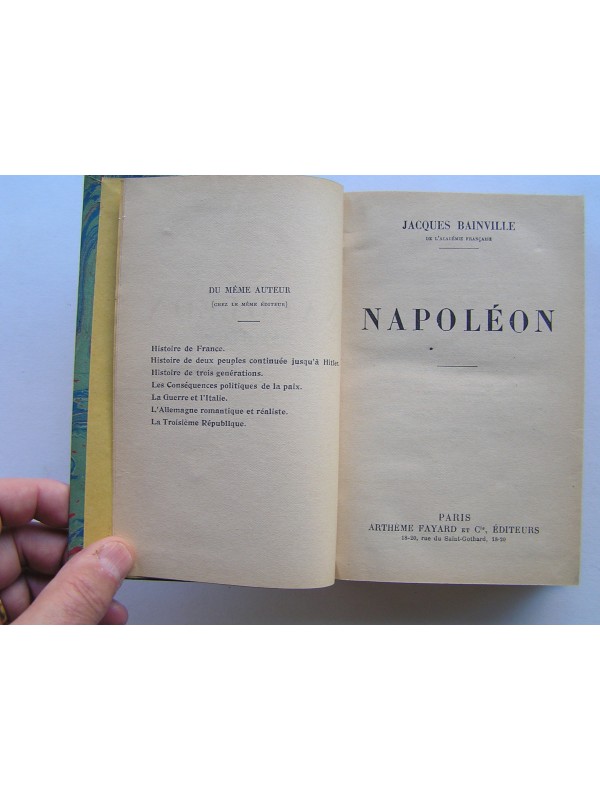 DU MÊME AUTEUR
(CHEZ LE MÊME ÉDITEUR)
Histoire de France.
Histoire de deux peuples continuée jusqu'à Hitler
Histoire de trois générations.
Les Conséquences politiques de la paix.
La Guerre et l'Italie.
L'Allemagne romantique et réaliste.
La Troisième République.
JACQUES BAINVILLE
DE L'ACADÉMIE FRANÇAISE
NAPOLÉON
PARIS
ARTHÈME FAYARD ET Cie, ÉDITEURS
18-20, rue du Saint-Gothard, 18-20